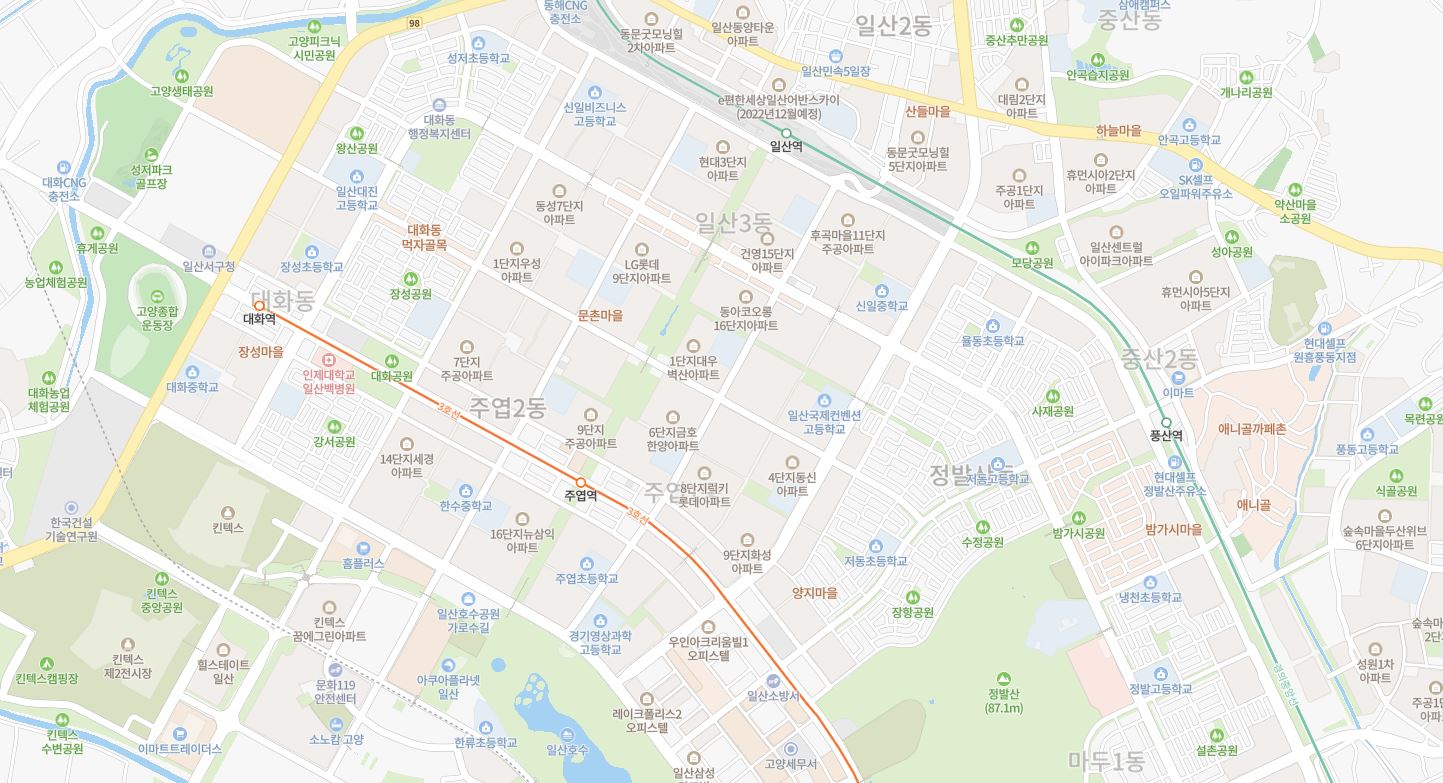 동해CNG
충전소
삼애캠퍼스
98
고양피크닉
시민공원
동문굿모닝힐
2차아파트
일산동양타운
아파트
일산2동
중산동
중산추만공원
성저초등학교
일산민속5일장
안곡습지공원
고양생태공원
개나리공원
신일비즈니스
고등학교
e편한세상일산어반스카이
(2022년12월예정)
대림2단지
아파트
산들마을
대화동
행정복지센터
하늘마을
안곡고등학교
왕산공원
일산역
현대3단지
아파트
동문굿모닝힐
5단지아파트
성저파크
골프장
대화CNG
충전소
일산대진
고등학교
주공1단지
아파트
휴먼시아2단지
아파트
SK셀프
오일파워주유소
동성7단지
아파트
약산마을
소공원
일산3동
대화동
먹자골목
휴게공원
후곡마을11단지
주공아파트
건영15단지
아파트
일산센트럴
아이파크아파트
성아공원
모당공원
일산서구청
장성초등학교
1단지우성
아파트
LG롯데
9단지아파트
농업체험공원
장성공원
휴먼시아5단지
아파트
고양종합
운동장
대화동
대화역
신일중학교
동아코오롱
16단지아파트
문촌마을
율동초등학교
현대셀프
원흥풍동지점
장성마을
인제대학교
일산백병원
대화공원
7단지
주공아파트
1단지대우
벽산아파트
중산2동
대화중학교
대화농업
체험공원
이마트
3호선
주엽2동
사재공원
목련공원
일산국제컨벤션
고등학교
9단지
주공아파트
6단지금호
한양아파트
강서공원
풍산역
애니골까페촌
풍동고등학교
14단지세경
아파트
4단지동신
아파트
저동고등학교
현대셀프
정발산주유소
식골공원
주엽역
8단지럭키
롯데아파트
한수중학교
애니골
3호선
한국건설
기술연구원
킨텍스
16단지뉴삼익
아파트
수정공원
밤가시공원
밤가시마을
숲속마을두산위브
6단지아파트
홈플러스
9단지화성
아파트
저동초등학교
주엽초등학교
킨텍스
중앙공원
양지마을
장항공원
냉천초등학교
일산호수공원
가로수길
킨텍스
꿈에그린아파트
경기영상과학
고등학교
우인아크리움빌1
오피스텔
킨텍스
제2전시장
힐스테이트
일산
성원1차
아파트
킨텍스캠핑장
문화119
안전센터
아쿠아플라넷
일산
일산소방서
정발산
(87.1m)
정발고등학교
경의중앙선
레이크폴리스2
오피스텔
킨텍스
수변공원
이마트트레이더스
소노캄 고양
한류초등학교
일산호수
설촌공원
고양세무서
마두1동
일산삼성